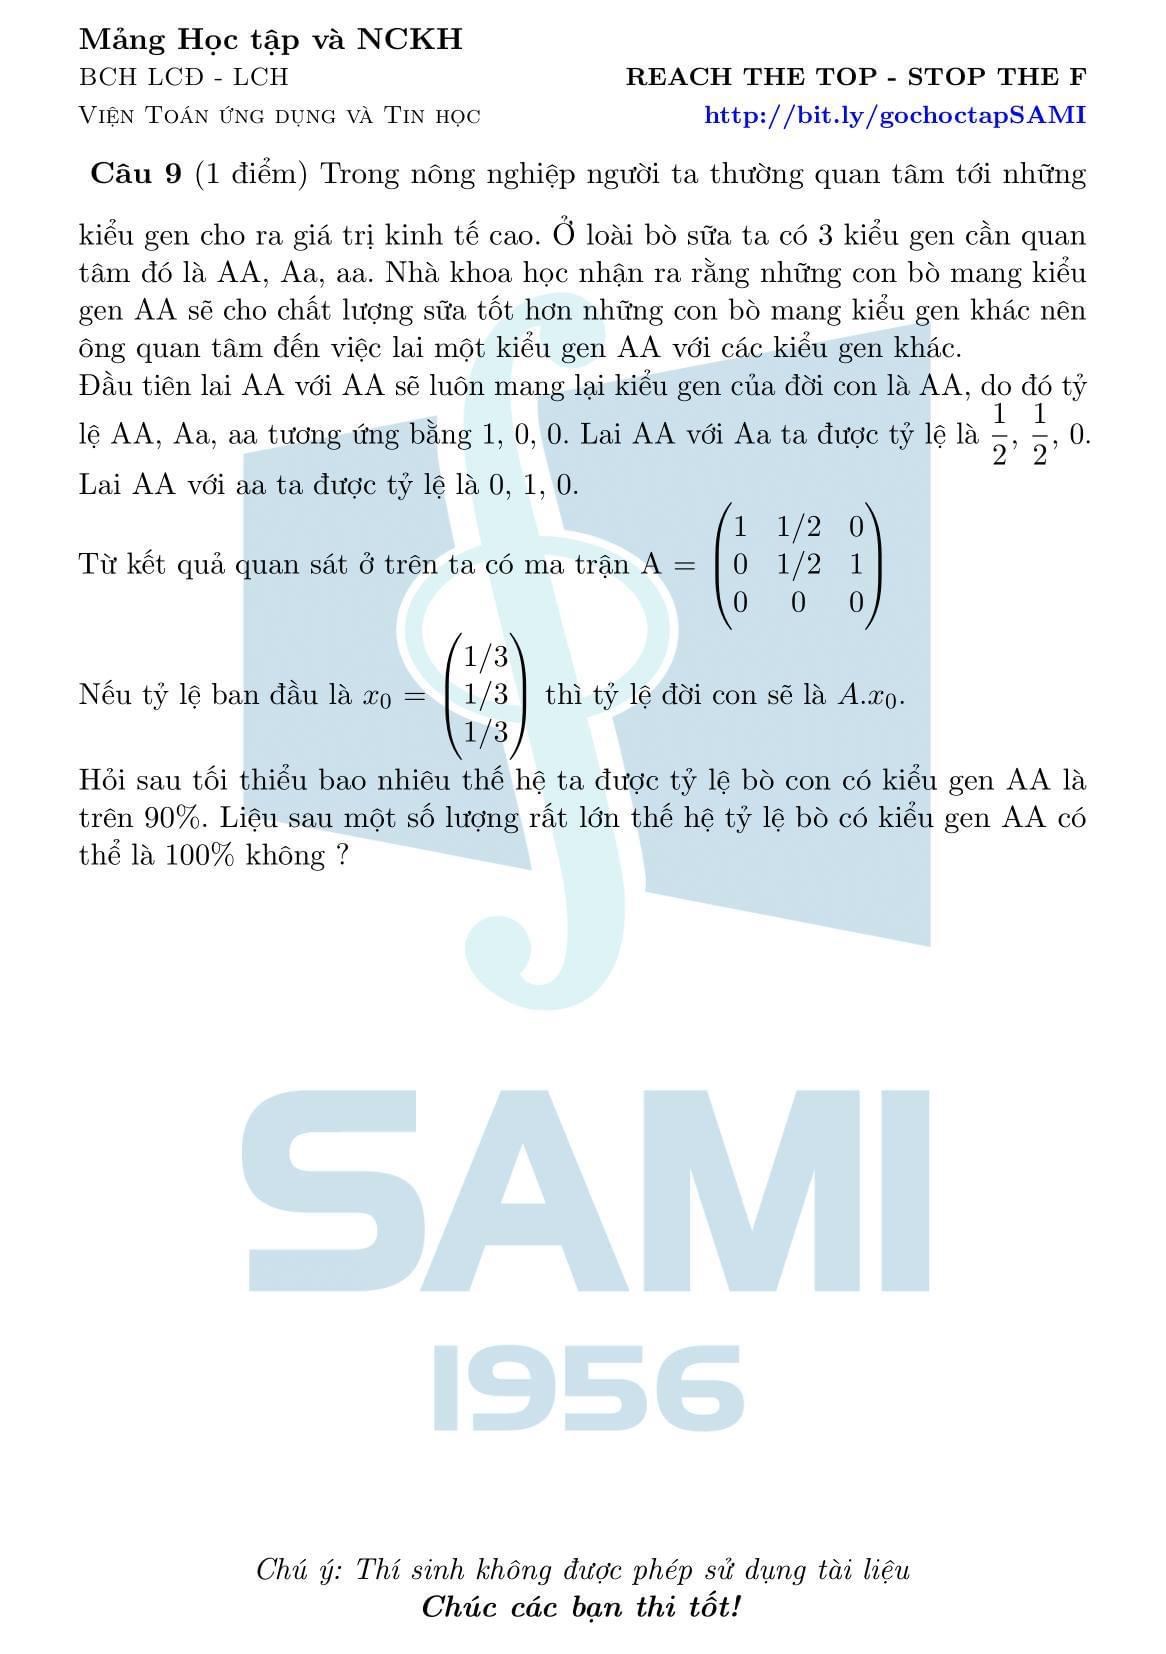 Mảng Học tập và NCKH
BCH LCĐ - LCH REACH THE TOP - STOP THE F
Viện Toán ứng dụng và Tin học http://bit.ly/gochoctapSAMI
Câu 9 (1 điểm) Trong nông nghiệp người ta thường quan tâm tới những
kiểu gen cho ra giá trị kinh tế cao. Ở loài bò sữa ta có 3 kiểu gen cần quan
tâm đó là AA, Aa, aa. Nhà khoa học nhận ra rằng những con bò mang kiểu
gen AA sẽ cho chất lượng sữa tốt hơn những con bò mang kiểu gen khác nên
ông quan tâm đến việc lai một kiểu gen AA với các kiểu gen khác.
Đầu tiên lai AA với AA sẽ luôn mang lại kiểu gen của đời con là AA, do đó tỷ
lệ AA, Aa, aa tương ứng bằng 1, 0, 0. Lai AA với Aa ta được tỷ lệ là 1/2, 1/2, 0.
Lai AA với aa ta được tỷ lệ là 0, 1, 0.
1 1/2 0
Từ kết quả quan sát ở trên ta có ma trận A = 0 1/2 1
0 0 0
1/3
Nếu tỷ lệ ban đầu là x0 = 1/3 thì tỷ lệ đời con sẽ là A.x0.
1/3
Hỏi sau tối thiểu bao nhiêu thế hệ ta được tỷ lệ bò con có kiểu gen AA là
trên 90%. Liệu sau một số lượng rất lớn thế hệ tỷ lệ bò có kiểu gen AA có
thể là 100% không ?
SAMI
1956
Chú ý: Thí sinh không được phép sử dụng tài liệu
Chúc các bạn thi tốt!